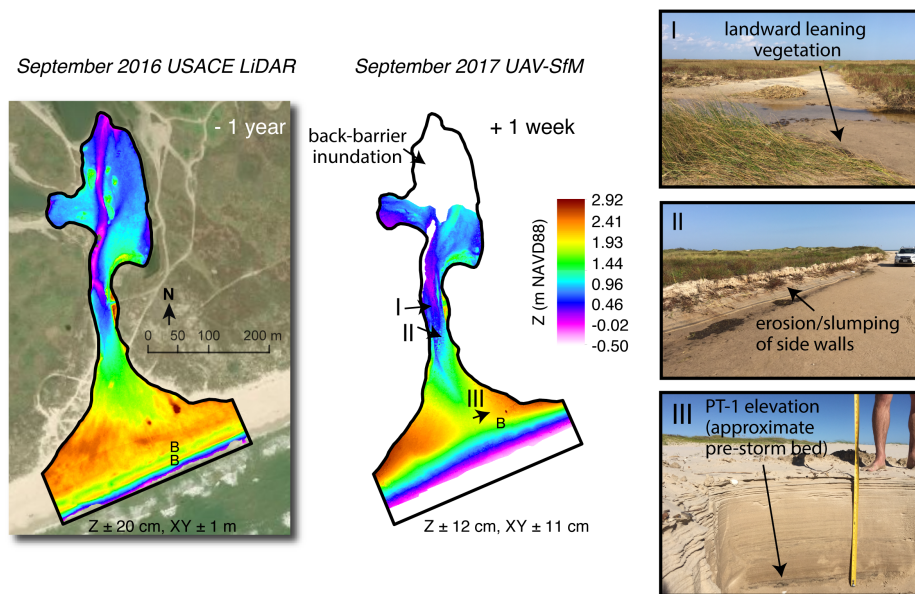 September 2016 USACE LiDAR
- 1 year
N
0 50 100 200 m
B
B
Z ± 20 cm, XY ± 1 m
September 2017 UAV-SfM
+ 1 week
back-barrier
inundation
I
II
III
B
Z ± 12 cm, XY ± 11 cm
Z (m NAVD88)
2.92
2.41
1.93
1.44
0.96
0.46
-0.02
-0.50
I
landward leaning
vegetation
II
erosion/slumping
of side walls
III
PT-1 elevation
(approximate
pre-storm bed)